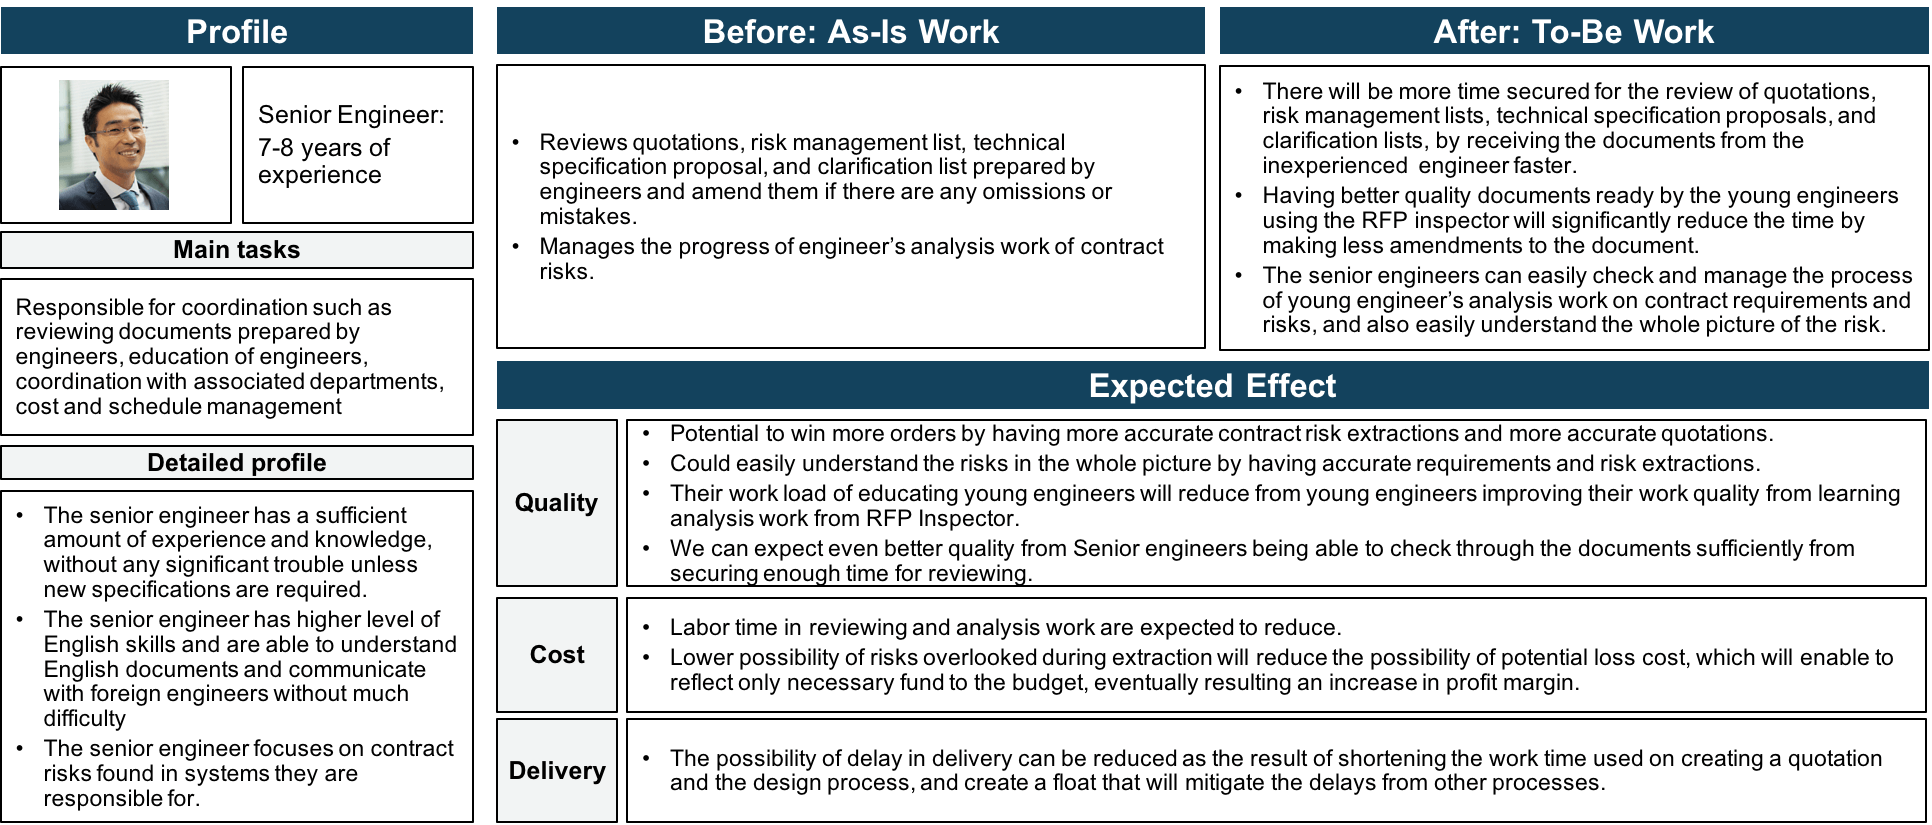 Profile
Senior Engineer:
7-8 years of
experience
Main tasks
Responsible for coordination such as
reviewing documents prepared by
engineers, education of engineers,
coordination with associated departments,
cost and schedule management
Detailed profile
• The senior engineer has a sufficient
amount of experience and knowledge,
without any significant trouble unless
new specifications are required.
• The senior engineer has higher level of
English skills and are able to understand
English documents and communicate
with foreign engineers without much
difficulty
• The senior engineer focuses on contract
risks found in systems they are
responsible for.
Before: As-Is Work
• Reviews quotations, risk management list, technical
specification proposal, and clarification list prepared by
engineers and amend them if there are any omissions or
mistakes.
• Manages the progress of engineer’s analysis work of contract
risks.
After: To-Be Work
• There will be more time secured for the review of quotations,
risk management lists, technical specification proposals, and
clarification lists, by receiving the documents from the
inexperienced engineer faster.
• Having better quality documents ready by the young engineers
using the RFP inspector will significantly reduce the time by
making less amendments to the document.
• The senior engineers can easily check and manage the process
of young engineer’s analysis work on contract requirements and
risks, and also easily understand the whole picture of the risk.
Expected Effect
Quality
• Potential to win more orders by having more accurate contract risk extractions and more accurate quotations.
• Could easily understand the risks in the whole picture by having accurate requirements and risk extractions.
• Their work load of educating young engineers will reduce from young engineers improving their work quality from learning
analysis work from RFP Inspector.
• We can expect even better quality from Senior engineers being able to check through the documents sufficiently from
securing enough time for reviewing.
Cost
• Labor time in reviewing and analysis work are expected to reduce.
• Lower possibility of risks overlooked during extraction will reduce the possibility of potential loss cost, which will enable to
reflect only necessary fund to the budget, eventually resulting an increase in profit margin.
Delivery
• The possibility of delay in delivery can be reduced as the result of shortening the work time used on creating a quotation
and the design process, and create a float that will mitigate the delays from other processes.